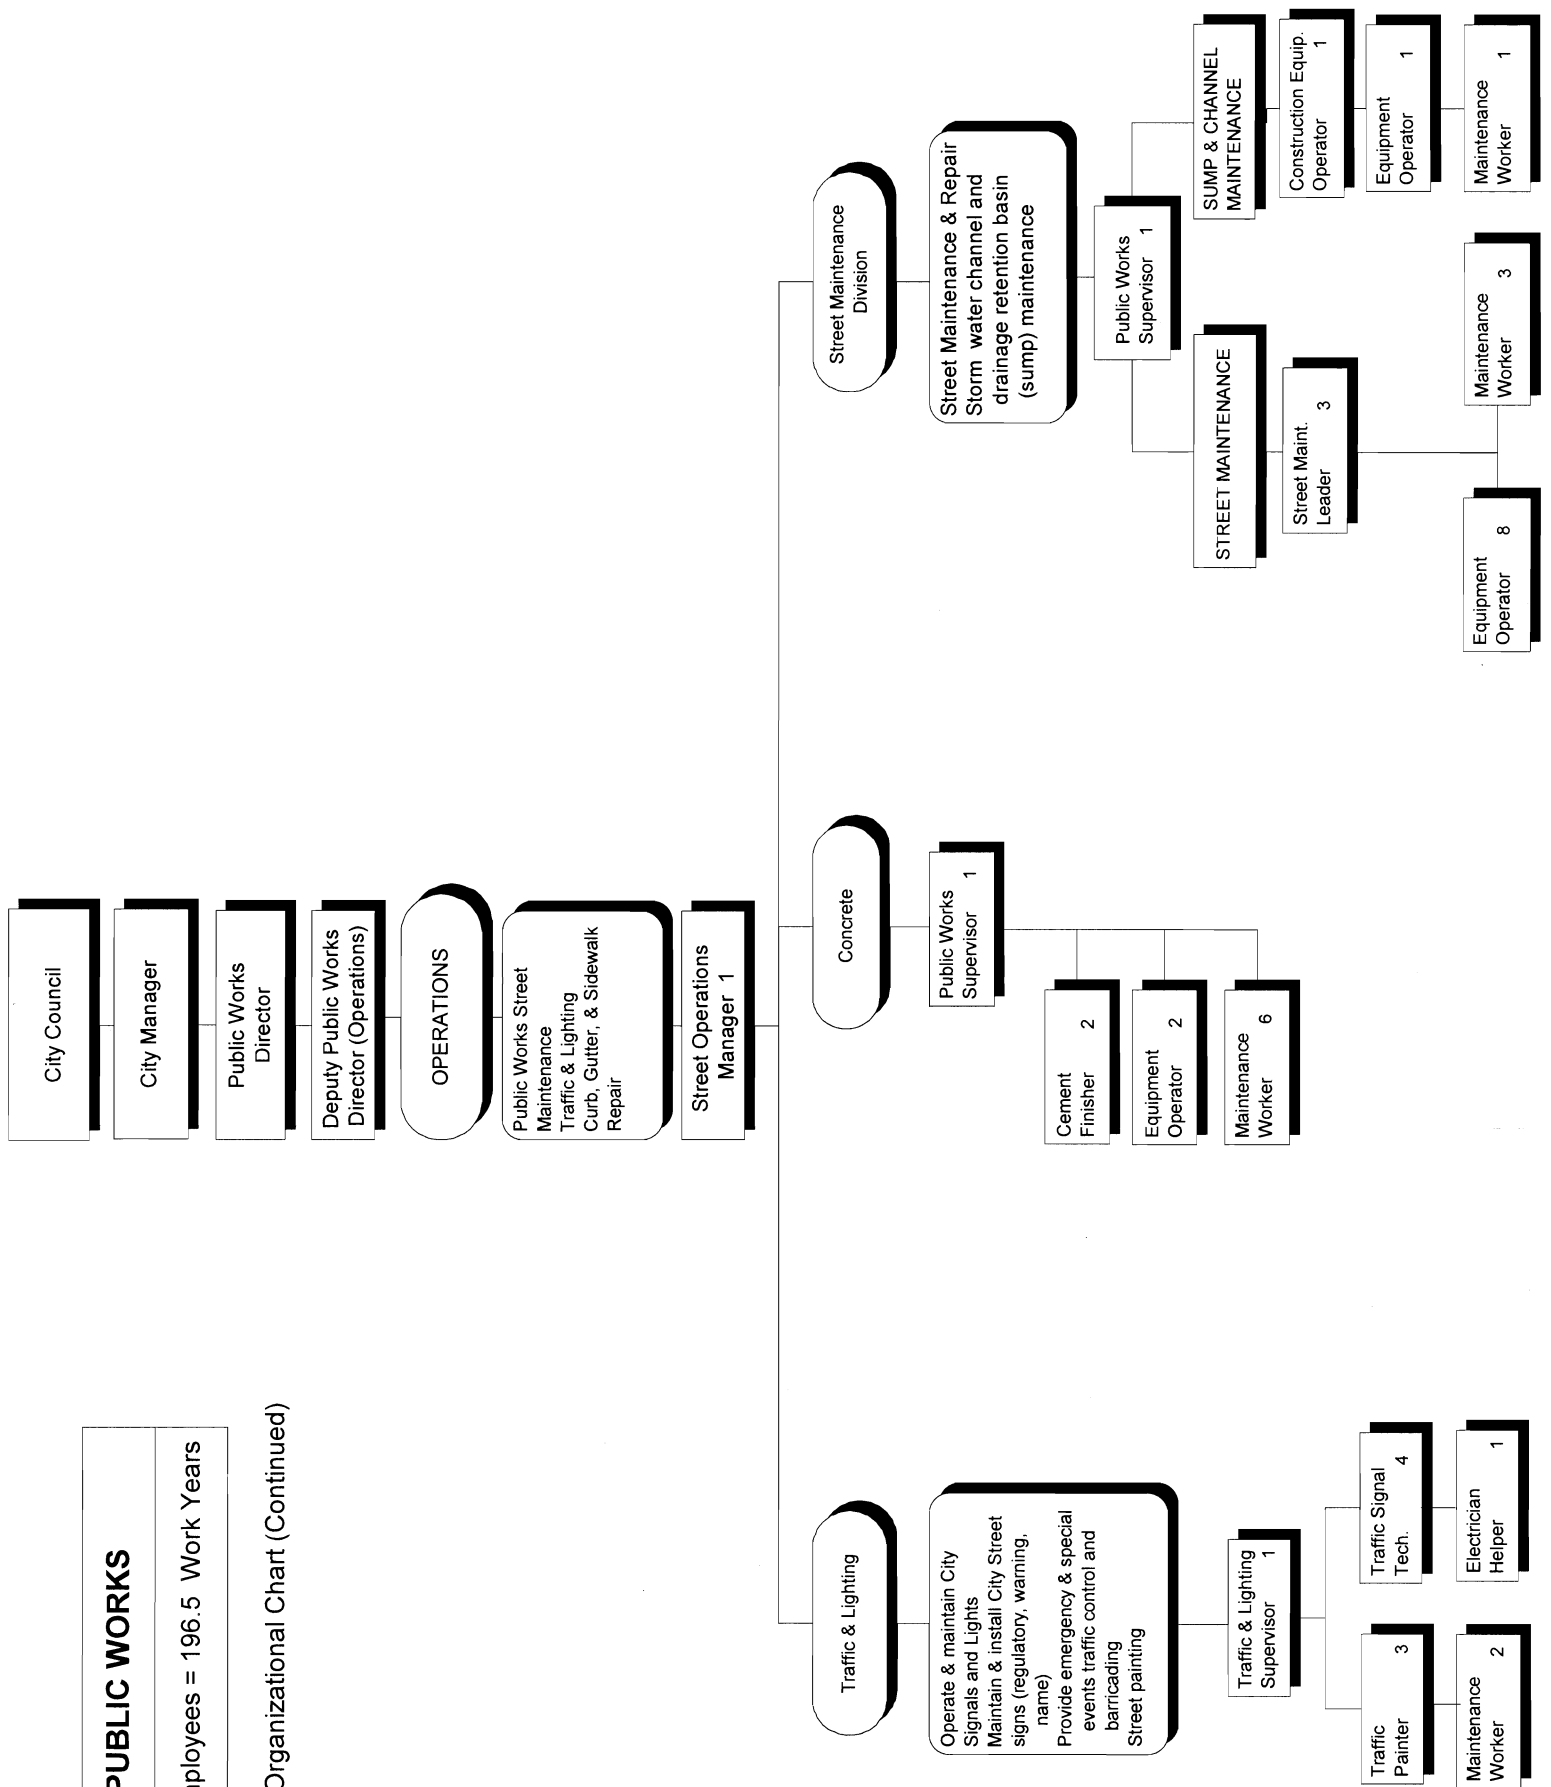 PUBLIC WORKS
= 196.5 Work Years
Organizational Chart (Continued)
City Council
City Manager
Public Works
Director
Deputy Public Works
Director (Operations)
OPERATIONS
Public Works Street
Maintenance
Traffic & Lighting
Curb, Gutter, & Sidewalk
Repair
Street Operations
Manager 1
Traffic & Lighting
Operate & maintain City
Signals and Lights
Maintain & install City Street
signs (regulatory, warning,
name)
Provide emergency & special
events traffic control and
barricading
Street painting
Traffic & Lighting
Supervisor 1
Traffic
Painter 3
Maintenance
Worker 2
Traffic Signal
Tech. 4
Electrician
Helper 1
Concrete
Public Works
Supervisor 1
Cement
Finisher 2
Equipment
Operator 2
Maintenance
Worker 6
Street Maintenance
Division
Street Maintenance & Repair
Storm water channel and
drainage retention basin
(sump) maintenance
Public Works
Supervisor 1
STREET MAINTENANCE
Street Maint.
Leader 3
Equipment
Operator 8
Maintenance
Worker 3
SUMP & CHANNEL
MAINTENANCE
Construction Equip.
Operator 1
Equipment
Operator 1
Maintenance
Worker 1